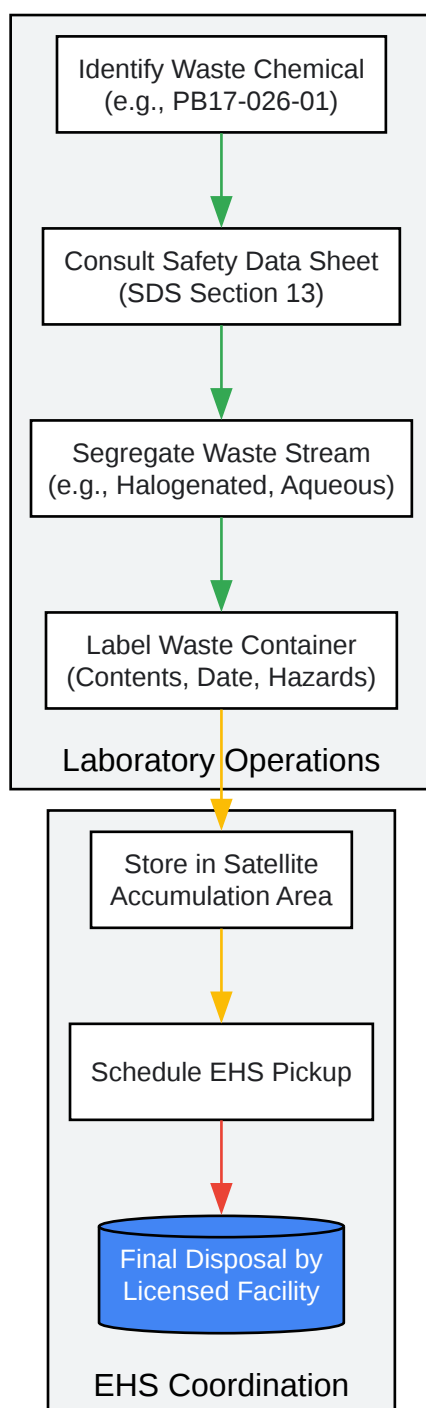 Identify Waste Chemical
(e.g., PB17-026-01)
Consult Safety Data Sheet
(SDS Section 13)
Segregate Waste Stream
(e.g., Halogenated, Aqueous)
Label Waste Container
(Contents, Date, Hazards)
Laboratory Operations
Store in Satellite
Accumulation Area
Schedule EHS Pickup
Final Disposal by
Licensed Facility
EHS Coordination